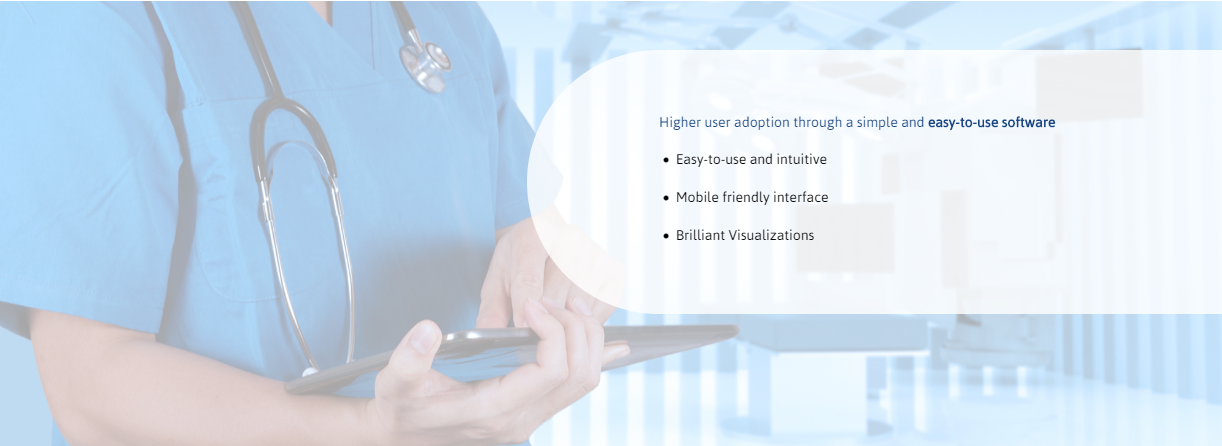 Higher user adoption through a simple and easy-to-use software
Easy-to-use and intuitive
Mobile friendly interface
Brilliant Visualizations